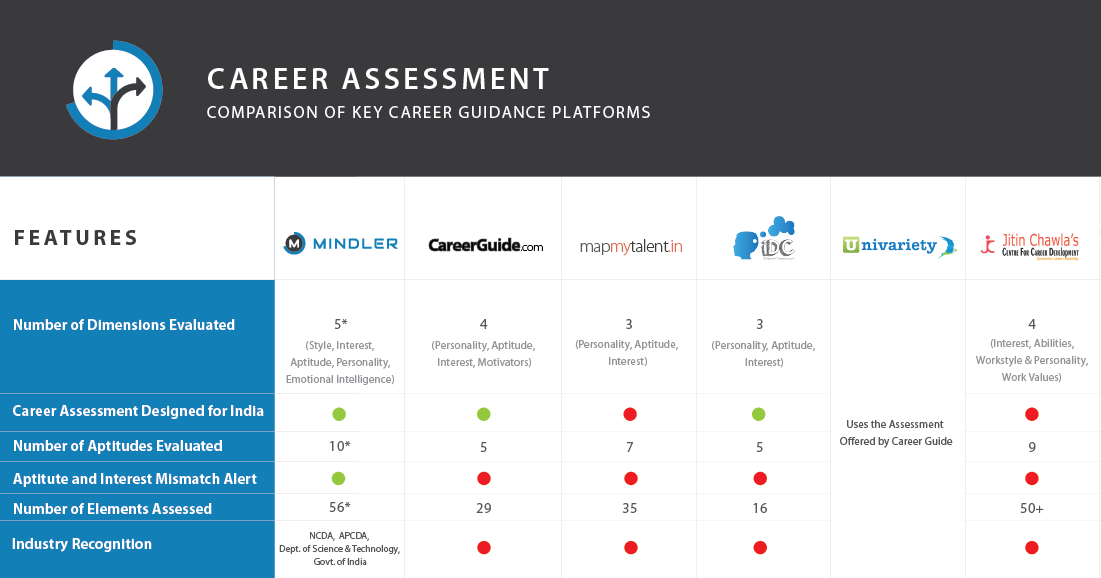 CAREER ASSESSMENT
COMPARISON OF KEY CAREER GUIDANCE PLATFORMS
FEATURES
M MINDLER
CareerGuide.com
mapmytalent.in
iDC
Univariety
Jitin Chawla's
CENTRE FOR CAREER DEVELOPMENT
Number of Dimensions Evaluated
5*
(Style, Interest,
Aptitude, Personality,
Emotional Intelligence)
4
(Personality, Aptitude,
Interest, Motivators)
3
(Personality, Aptitude,
Interest)
3
(Personality, Aptitude,
Interest)
4
(Interest, Abilities,
Workstyle & Personality,
Work Values)
Career Assessment Designed for India
Uses the Assessment
Offered by Career Guide
Number of Aptitudes Evaluated
10*
5
7
5
9
Aptitute and Interest Mismatch Alert
Number of Elements Assessed
56*
29
35
16
50+
Industry Recognition
NCDA, APCDA,
Dept. of Science & Technology,
Govt. of India